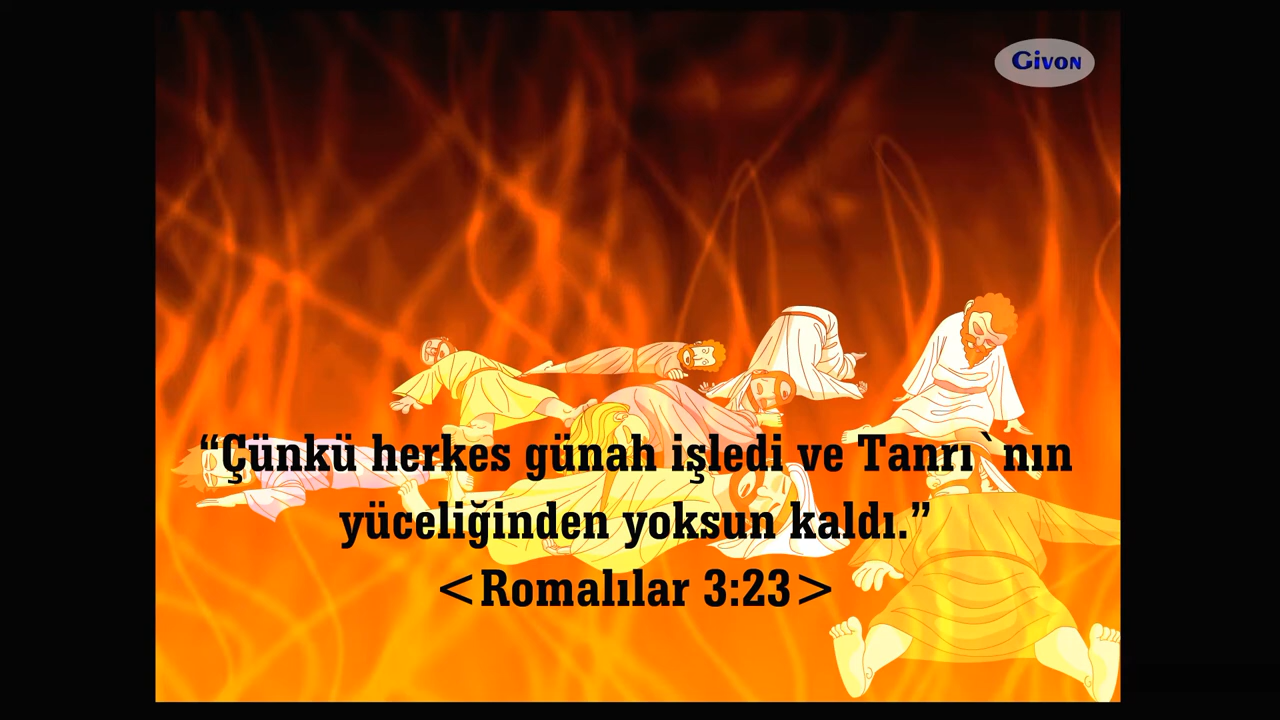 Givon
“Çünkü herkes günah işledi ve Tanrı`nın
yüceliğinden yoksun kaldı.”
<Romalılar 3:23>